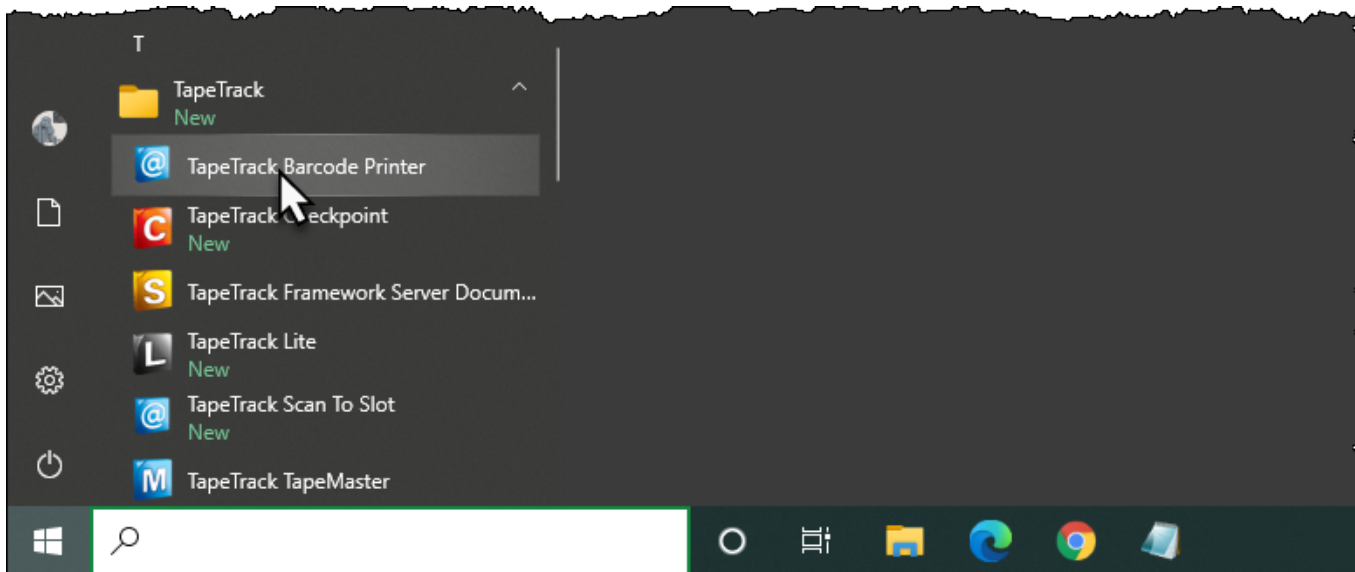 T
TapeTrack
New
@ TapeTrack Barcode Printer
C TapeTrack Checkpoint
New
S TapeTrack Framework Server Docum...
L TapeTrack Lite
New
@ TapeTrack Scan To Slot
New
M TapeTrack TapeMaster